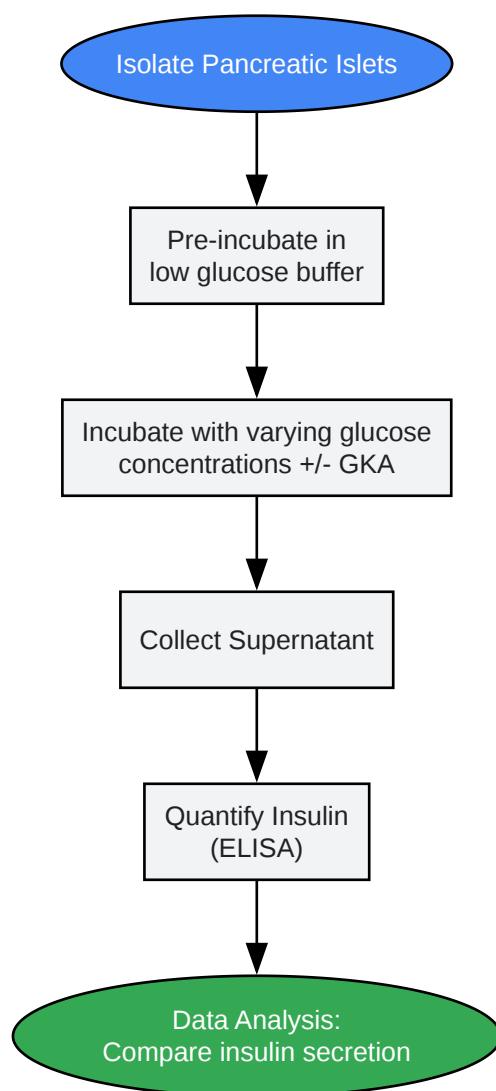 Isolate Pancreatic Islets
Pre-incubate in
low glucose buffer
Incubate with varying glucose
concentrations +/- GKA
Collect Supernatant
Quantify Insulin
(ELISA)
Data Analysis:
Compare insulin secretion